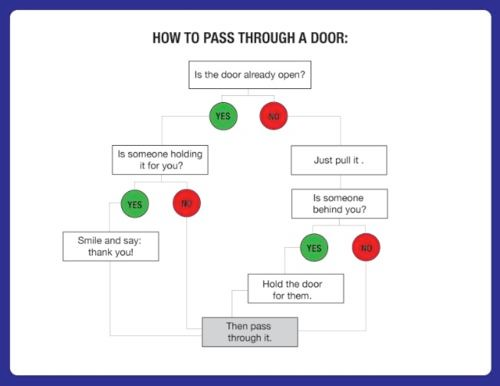 HOW TO PASS THROUGH A DOOR:
Is the door already open?
YES
NO
Is someone holding
it for you?
Just pull it .
YES
NO
Is someone
behind you?
Smile and say:
thank you!
YES
NO
Hold the door
for them.
Then pass
through it.